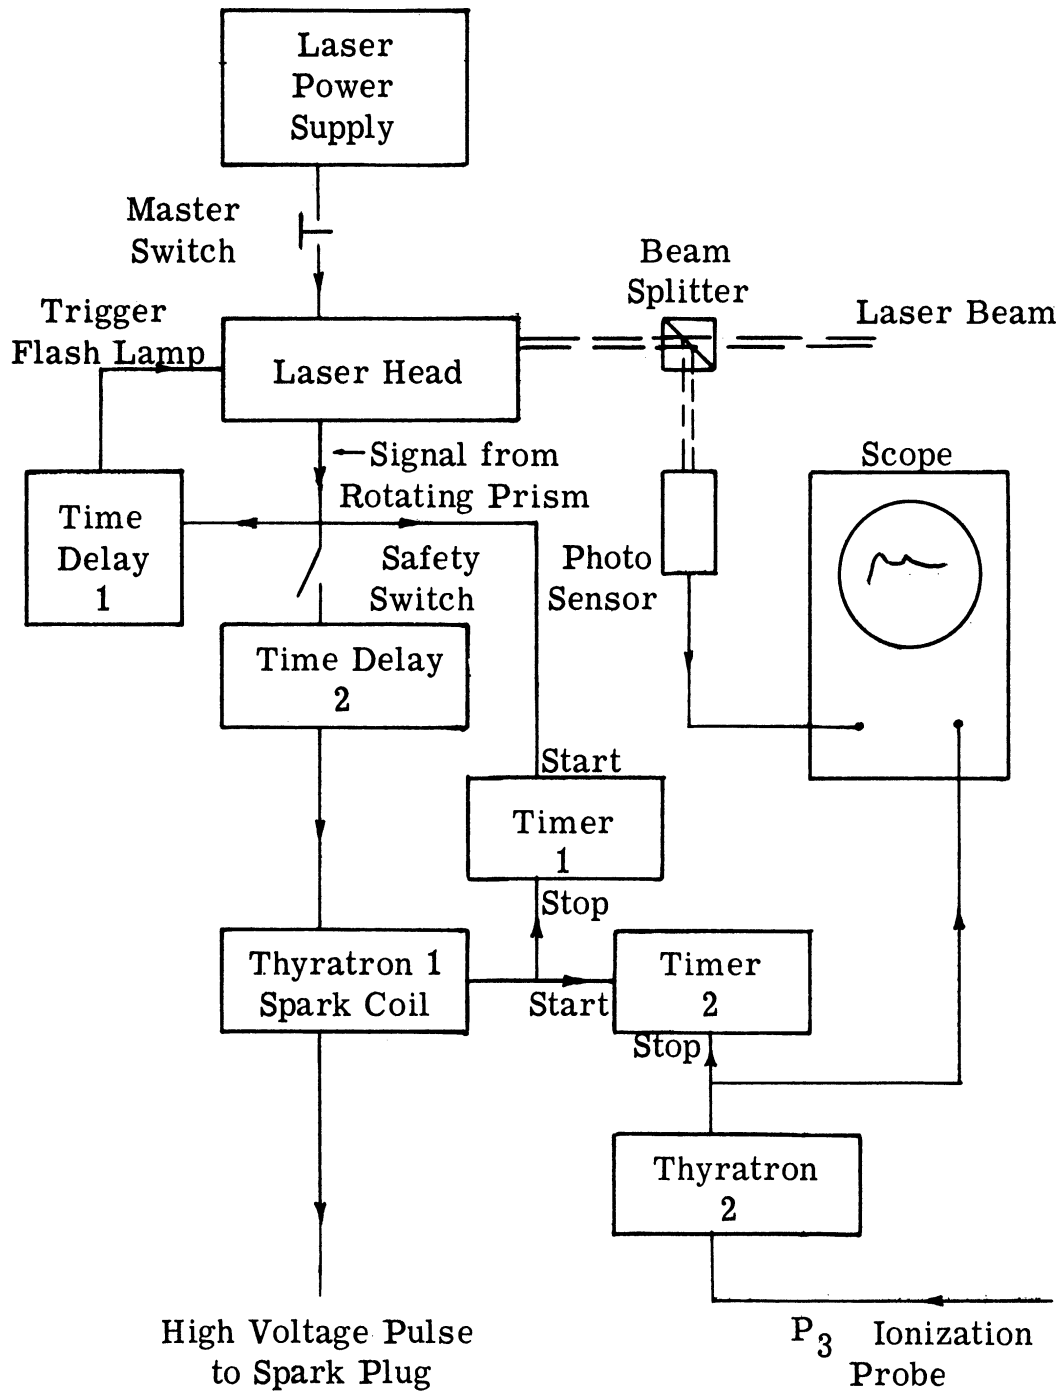 Laser
Power
Supply
Master
Switch
Beam
Splitter
Laser Beam
Trigger
Flash Lamp
Laser Head
Signal from
Rotating Prism
Scope
Time
Delay
1
Safety
Switch
Photo
Sensor
Time Delay
2
Start
Timer
1
Stop
Thyratron 1
Spark Coil
Start
Timer
2
Stop
Thyratron
2
High Voltage Pulse
to Spark Plug
P3 Ionization
Probe